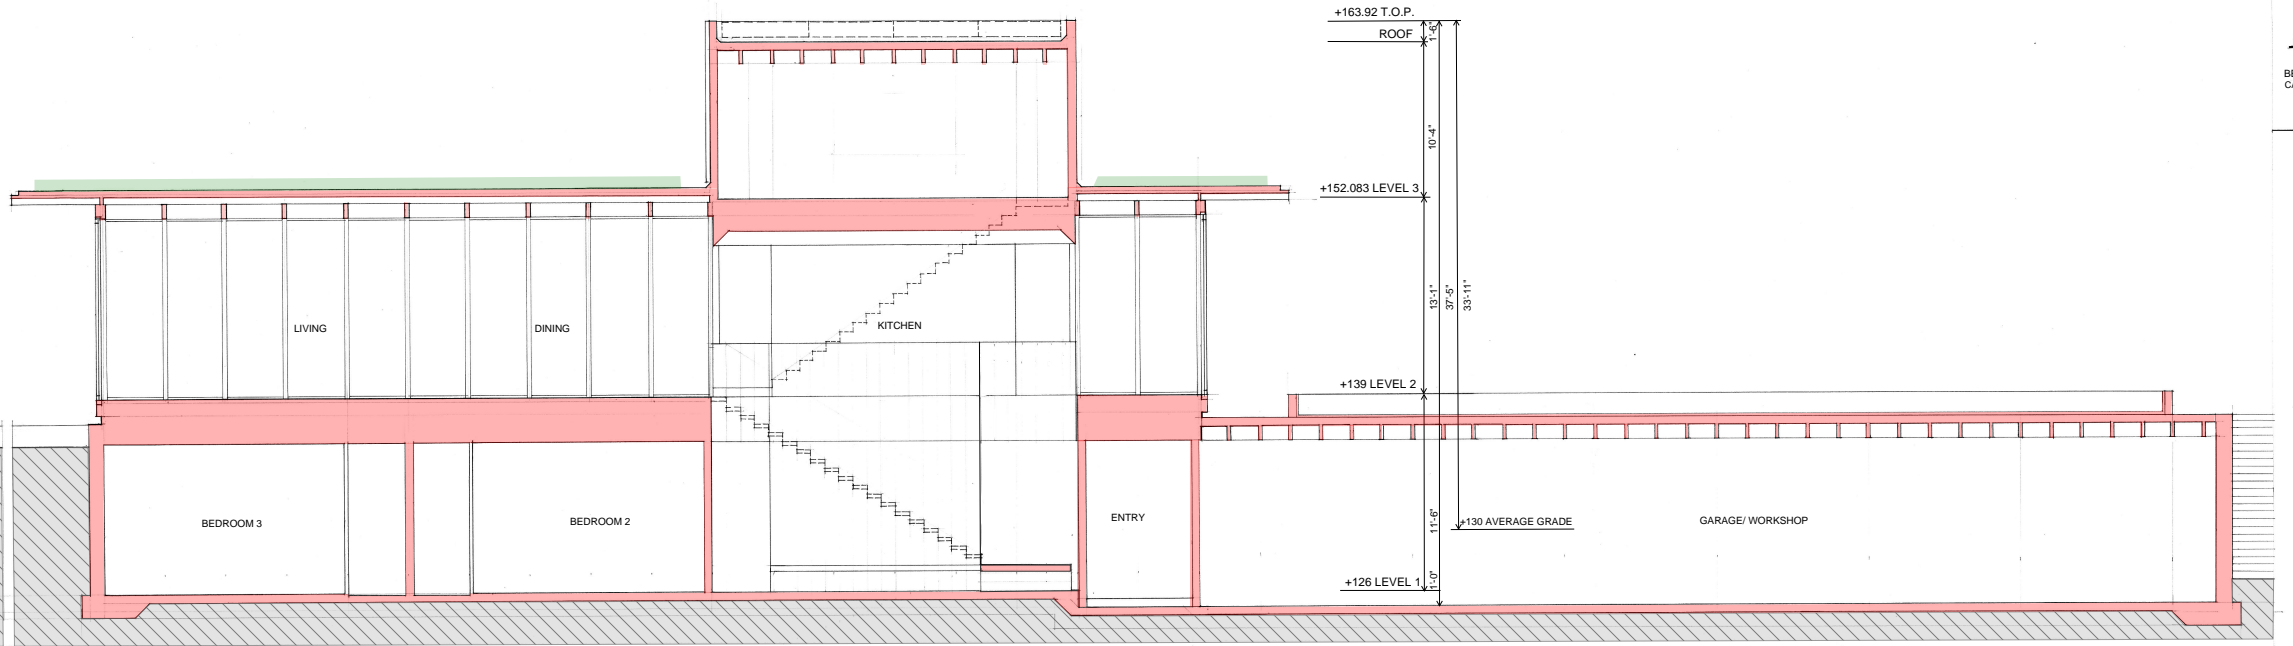 +163.92 T.O.P.
ROOF
1'-6"
BE
CA
10'-4"
+152.083 LEVEL 3
13'-1"
37'-5"
33'-11"
LIVING
DINING
KITCHEN
+139 LEVEL 2
BEDROOM 3
BEDROOM 2
ENTRY
11'-6"
+130 AVERAGE GRADE
GARAGE/ WORKSHOP
+126 LEVEL 1
1'-0"